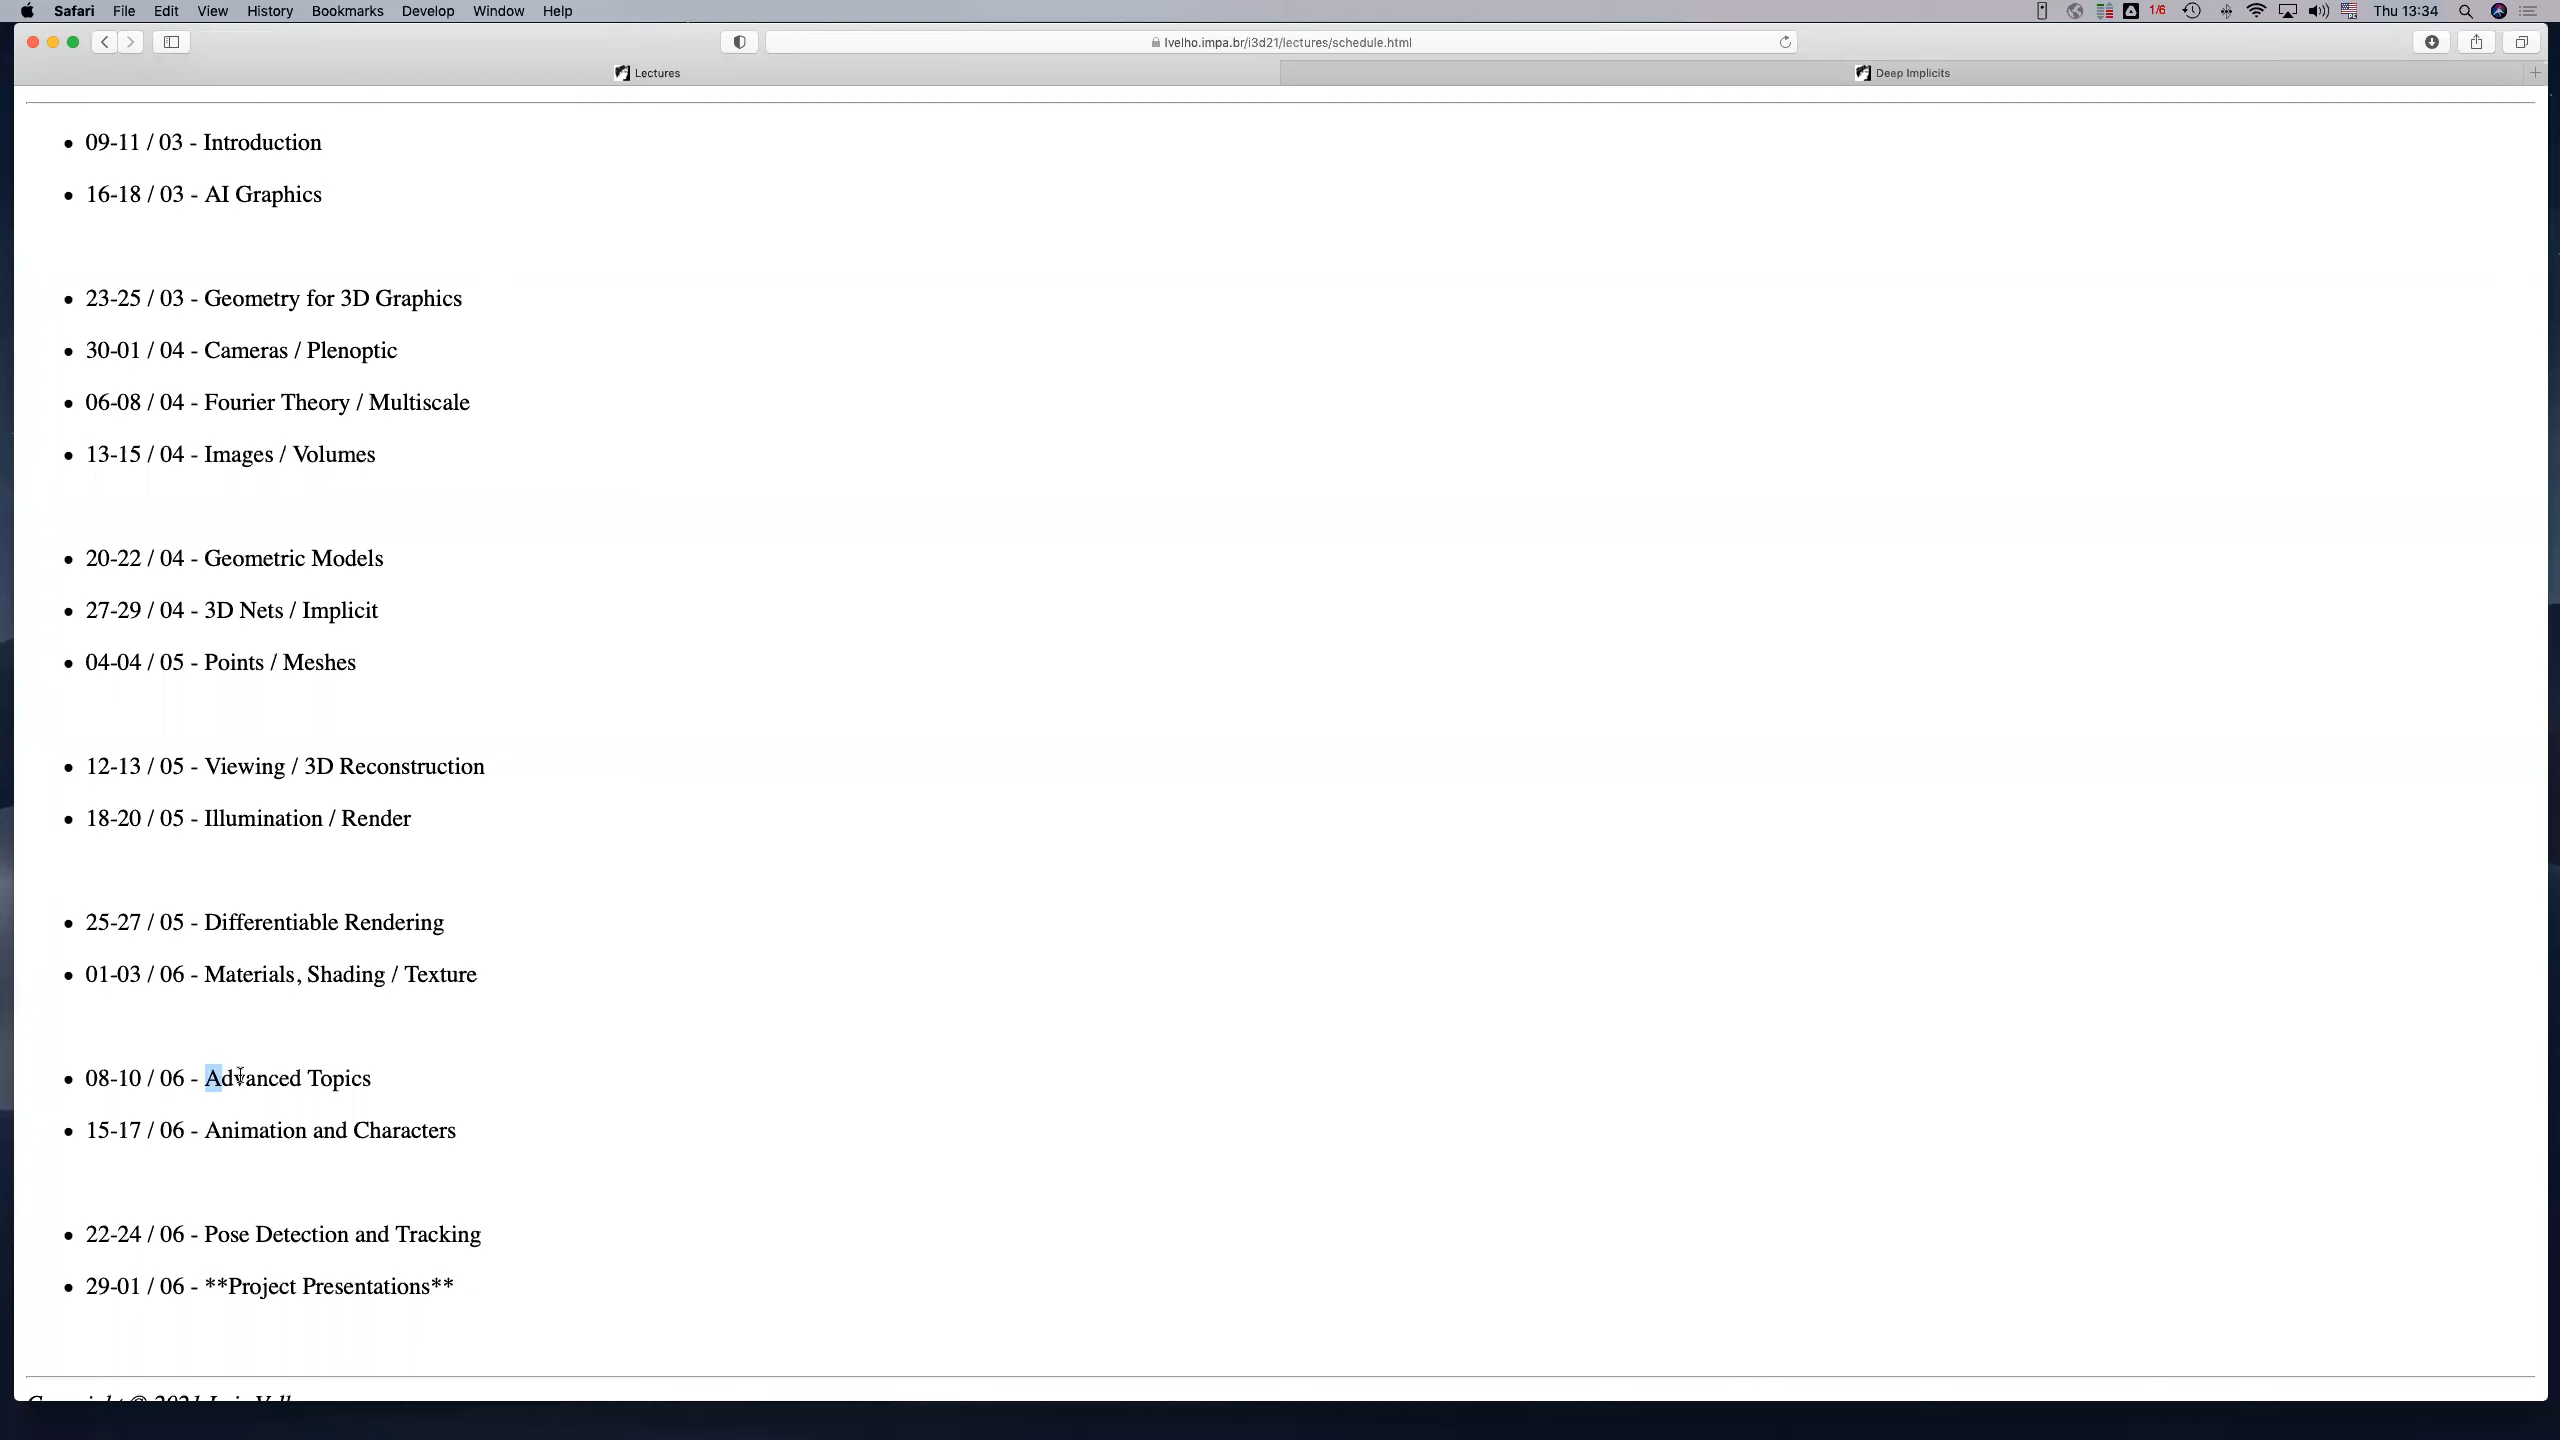 Safari File Edit View History Bookmarks Develop Window Help 1/6 Thu 13:34
lvelho.impa.br/i3d21/lectures/schedule.html
Lectures Deep Implicits
• 09-11 / 03 - Introduction
• 16-18 / 03 - AI Graphics
• 23-25 / 03 - Geometry for 3D Graphics
• 30-01 / 04 - Cameras / Plenoptic
• 06-08 / 04 - Fourier Theory / Multiscale
• 13-15 / 04 - Images / Volumes
• 20-22 / 04 - Geometric Models
• 27-29 / 04 - 3D Nets / Implicit
• 04-04 / 05 - Points / Meshes
• 12-13 / 05 - Viewing / 3D Reconstruction
• 18-20 / 05 - Illumination / Render
• 25-27 / 05 - Differentiable Rendering
• 01-03 / 06 - Materials, Shading / Texture
• 08-10 / 06 - Advanced Topics
• 15-17 / 06 - Animation and Characters
• 22-24 / 06 - Pose Detection and Tracking
• 29-01 / 06 - **Project Presentations**